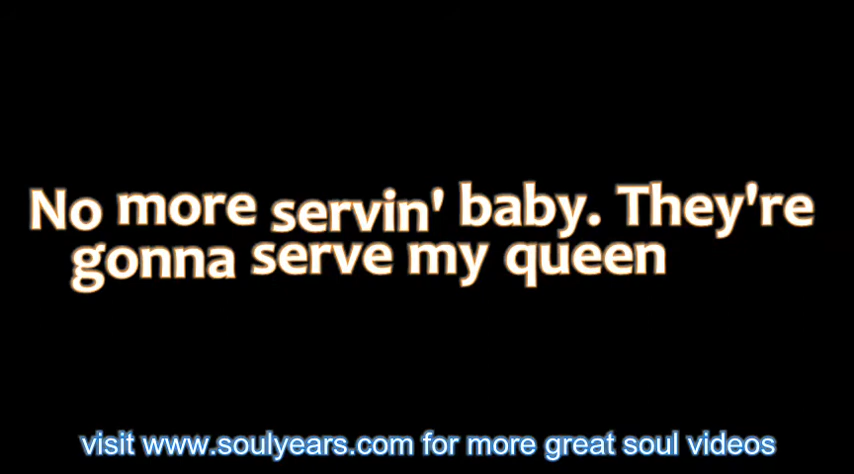 No more servin' baby. They're
gonna serve my queen
visit www.soulyears.com for more great soul videos